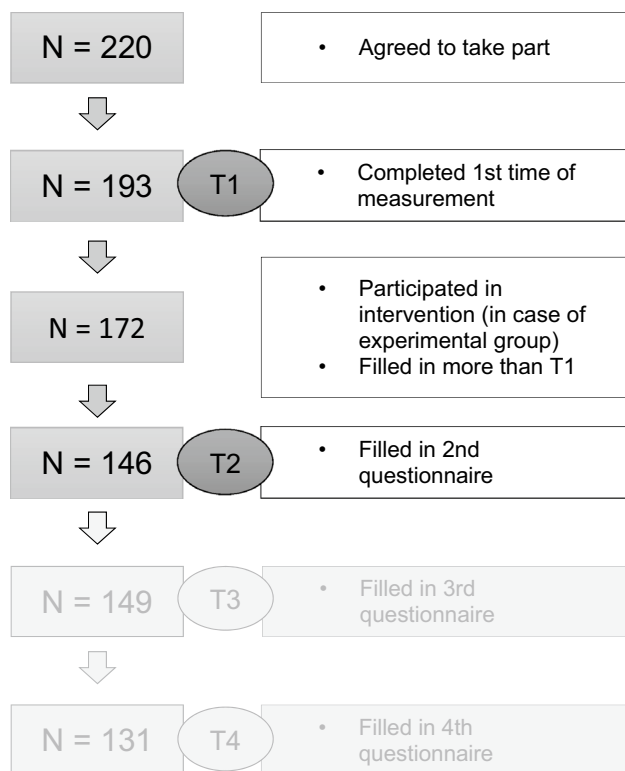 N = 220
• Agreed to take part
N = 193
T1
• Completed 1st time of
measurement
N = 172
• Participated in
intervention (in case of
experimental group)
• Filled in more than T1
N = 146
T2
• Filled in 2nd
questionnaire
N = 149
T3
• Filled in 3rd
questionnaire
N = 131
T4
• Filled in 4th
questionnaire